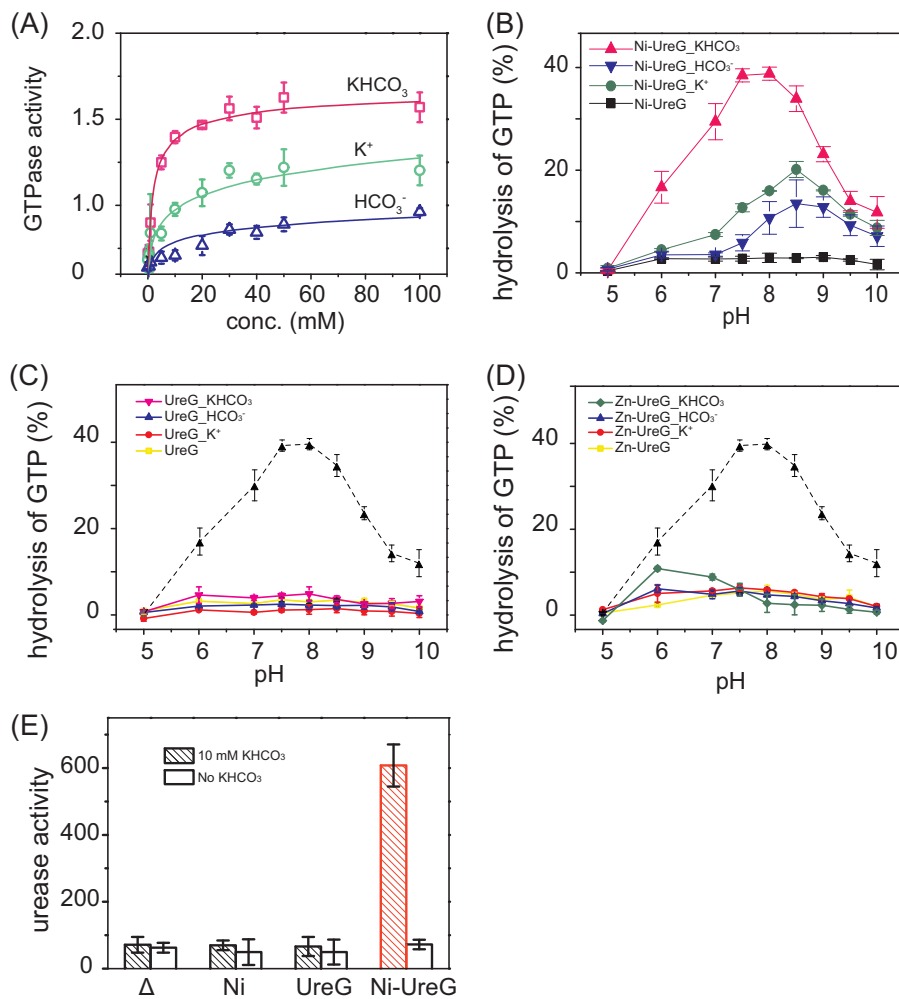 (A)
2.0
1.5
1.0
0.0
GTPase activity
KHCO₃
K⁺
HCO₃⁻
0 20 40 60 80 100
conc. (mM)
(B)
40
20
0
hydrolysis of GTP (%)
Ni-UreG_KHCO₃
Ni-UreG_HCO₃⁻
Ni-UreG_K⁺
Ni-UreG
5 6 7 8 9 10
pH
(C)
40
20
0
hydrolysis of GTP (%)
UreG_KHCO₃
UreG_HCO₃⁻
UreG_K⁺
UreG
5 6 7 8 9 10
pH
(D)
40
20
0
hydrolysis of GTP (%)
Zn-UreG_KHCO₃
Zn-UreG_HCO₃⁻
Zn-UreG_K⁺
Zn-UreG
5 6 7 8 9 10
pH
(E)
600
400
200
0
urease activity
10 mM KHCO₃
No KHCO₃
Δ Ni UreG Ni-UreG